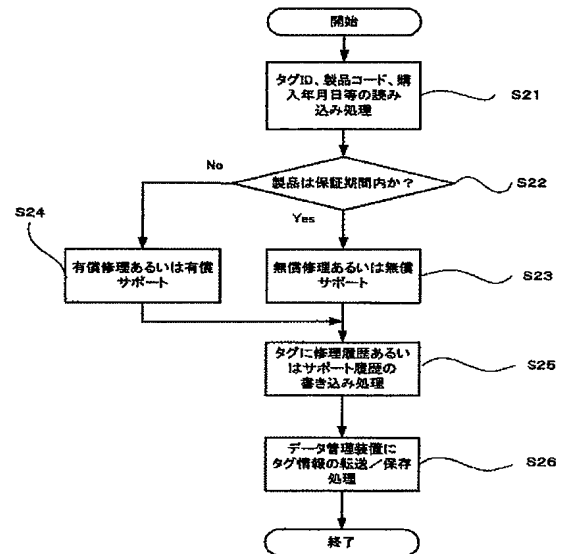 開始
タグID、製品コード、購
入年月日等の読み
込み処理
S21
No
製品は保証期間内か？
S22
Yes
S24
有償修理あるいは有償
サポート
無償修理あるいは無償
サポート
S23
タグに修理履歴あるい
はサポート履歴の
書き込み処理
S25
データ管理装置に
タグ情報の転送／保存
処理
S26
終了